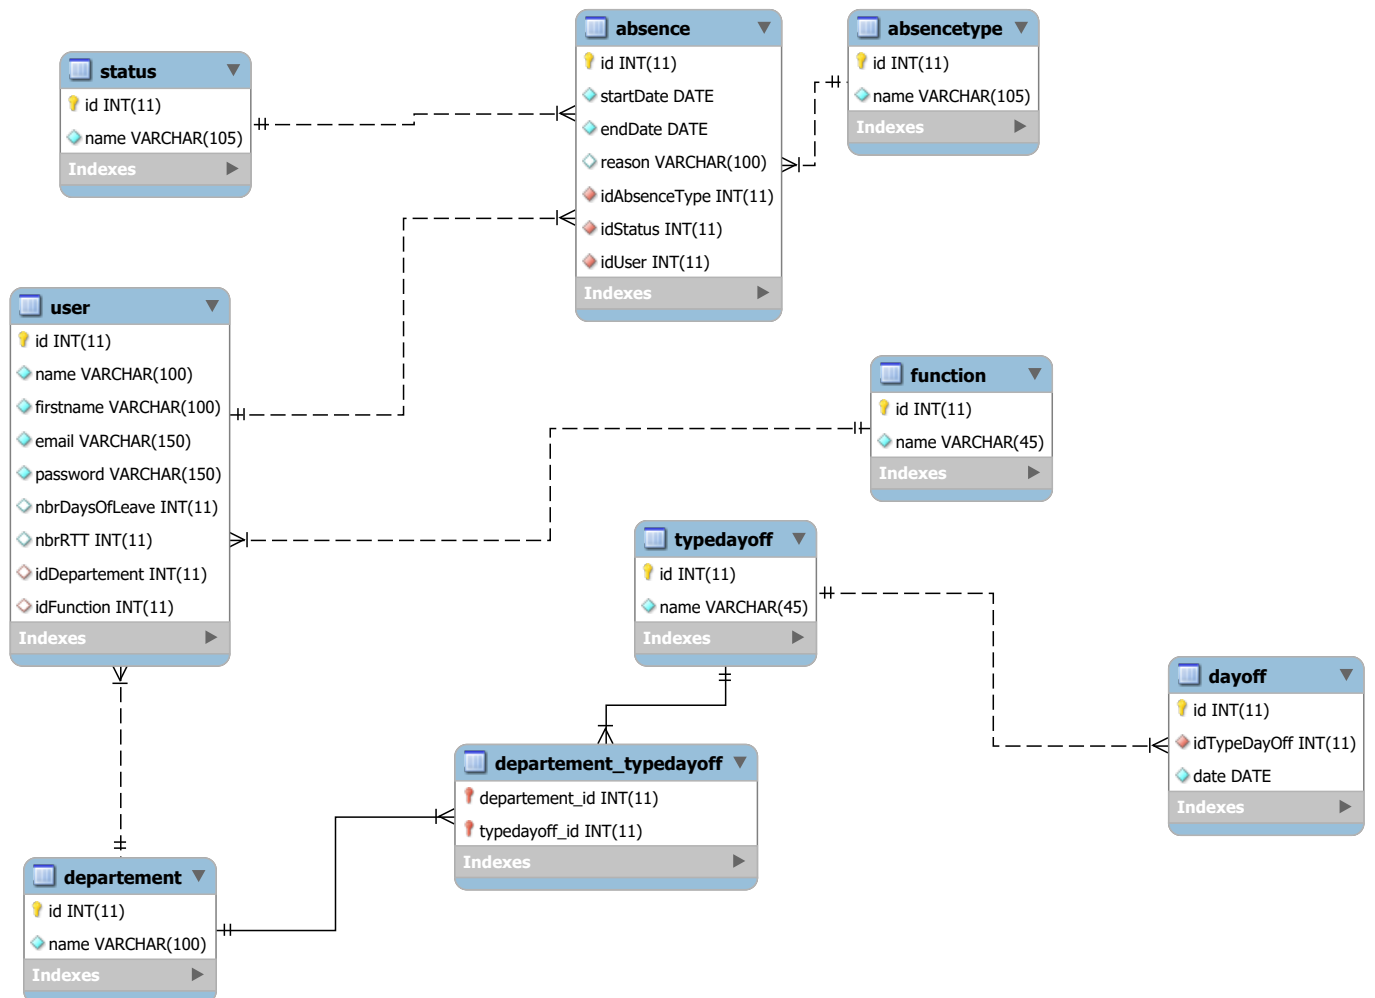 status
id INT(11)
name VARCHAR(105)
Indexes
absence
id INT(11)
startDate DATE
endDate DATE
reason VARCHAR(100)
idAbsenceType INT(11)
idStatus INT(11)
idUser INT(11)
Indexes
absencetype
id INT(11)
name VARCHAR(105)
Indexes
user
id INT(11)
name VARCHAR(100)
firstname VARCHAR(100)
email VARCHAR(150)
password VARCHAR(150)
nbrDaysOfLeave INT(11)
nbrRTT INT(11)
idDepartement INT(11)
idFunction INT(11)
Indexes
function
id INT(11)
name VARCHAR(45)
Indexes
typedayoff
id INT(11)
name VARCHAR(45)
Indexes
dayoff
id INT(11)
idTypeDayOff INT(11)
date DATE
Indexes
departement_typedayoff
departement_id INT(11)
typedayoff_id INT(11)
Indexes
departement
id INT(11)
name VARCHAR(100)
Indexes